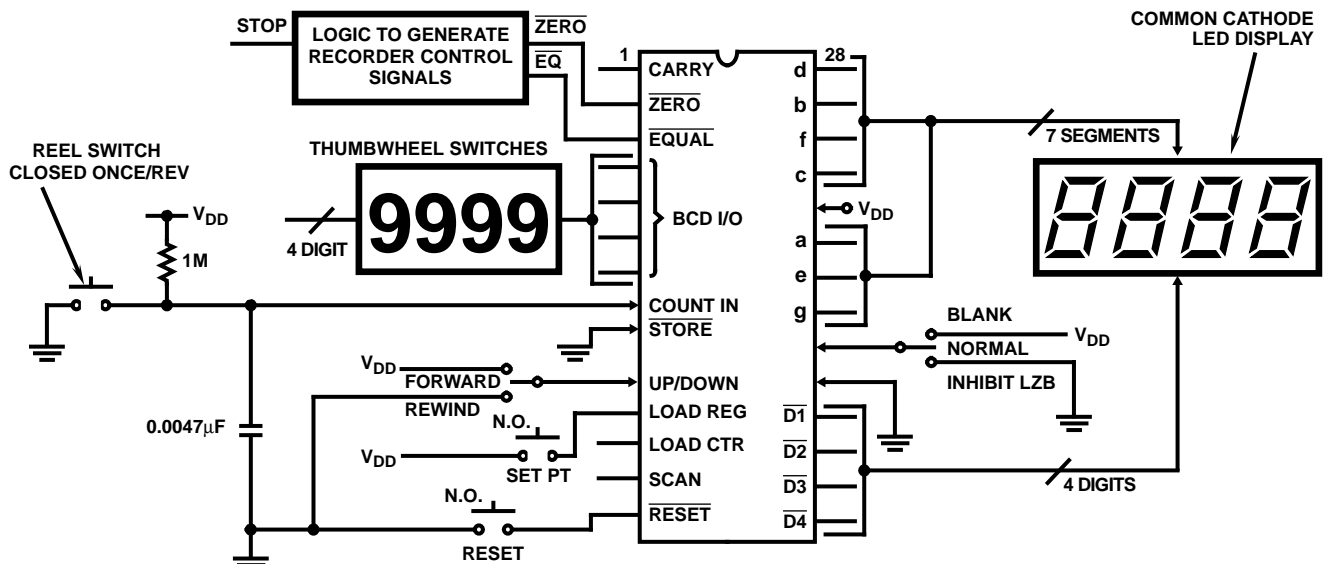 STOP
LOGIC TO GENERATE
RECORDER CONTROL
SIGNALS
ZERO
EQ
COMMON CATHODE
LED DISPLAY
1
28
CARRY
ZERO
EQUAL
BCD I/O
COUNT IN
STORE
UP/DOWN
LOAD REG
LOAD CTR
SCAN
RESET
d
b
f
c
VDD
a
e
g
D1
D2
D3
D4
REEL SWITCH
CLOSED ONCE/REV
THUMBWHEEL SWITCHES
9999
4 DIGIT
VDD
1M
0.0047µF
VDD
FORWARD
REWIND
N.O.
VDD
SET PT
N.O.
RESET
7 SEGMENTS
8888
BLANK
VDD
NORMAL
INHIBIT LZB
4 DIGITS